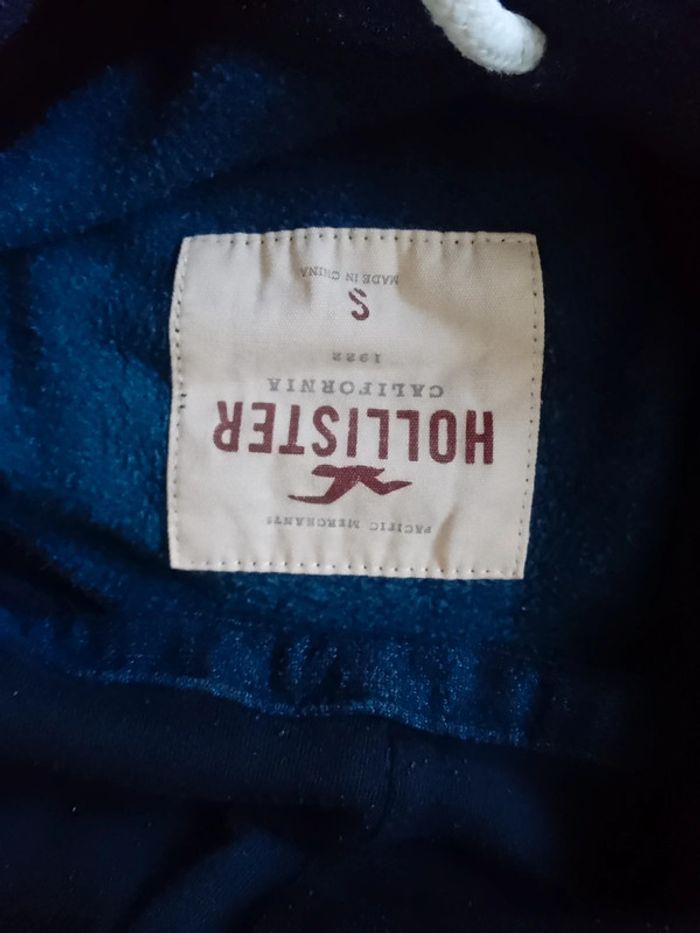 PACIFIC MERCHANTS
HOLLISTER
CALIFORNIA
1922
S
MADE IN CHINA